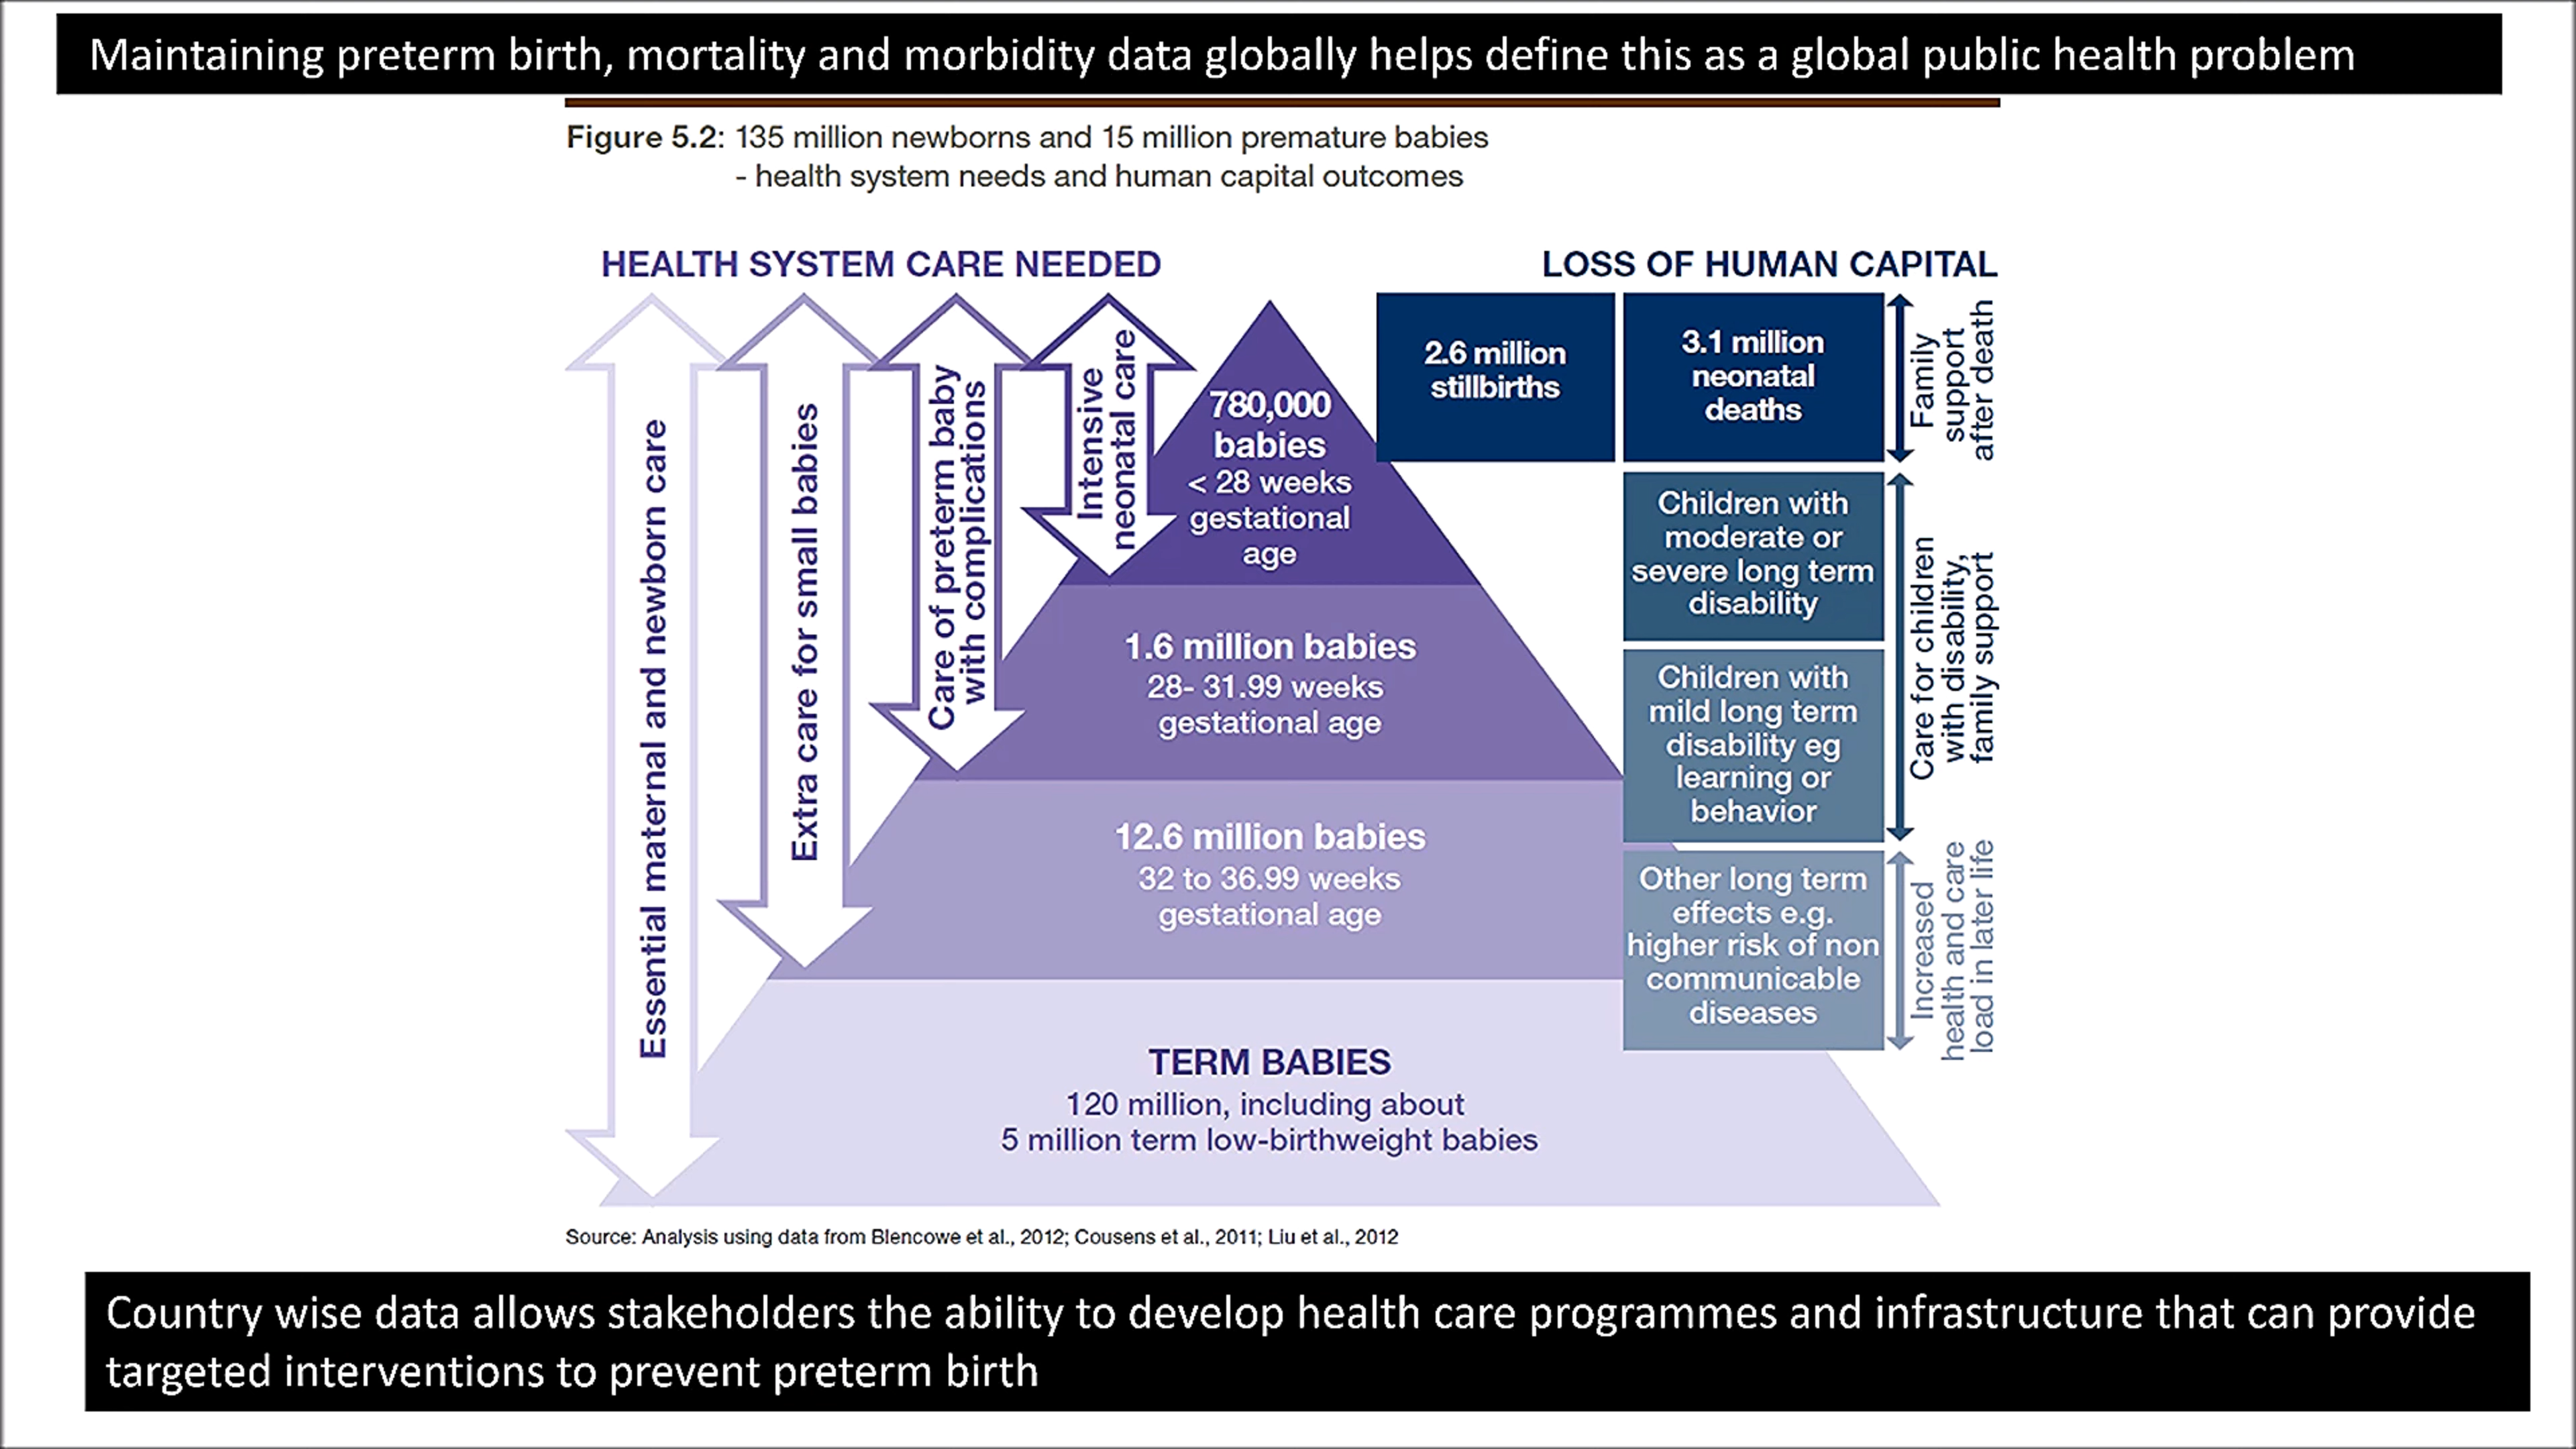 Maintaining preterm birth, mortality and morbidity data globally helps define this as a global public health problem
Figure 5.2: 135 million newborns and 15 million premature babies
- health system needs and human capital outcomes
HEALTH SYSTEM CARE NEEDED
Essential maternal and newborn care
Extra care for small babies
Care of preterm baby
with complications
Intensive
neonatal care
780,000
babies
< 28 weeks
gestational
age
1.6 million babies
28- 31.99 weeks
gestational age
12.6 million babies
32 to 36.99 weeks
gestational age
TERM BABIES
120 million, including about
5 million term low-birthweight babies
LOSS OF HUMAN CAPITAL
2.6 million
stillbirths
3.1 million
neonatal
deaths
Family
support
after death
Children with
moderate or
severe long term
disability
Children with
mild long term
disability eg
learning or
behavior
Care for children
with disability,
family support
Other long term
effects e.g.
higher risk of non
communicable
diseases
Increased
health and care
load in later life
Source: Analysis using data from Blencowe et al., 2012; Cousens et al., 2011; Liu et al., 2012
Country wise data allows stakeholders the ability to develop health care programmes and infrastructure that can provide
targeted interventions to prevent preterm birth